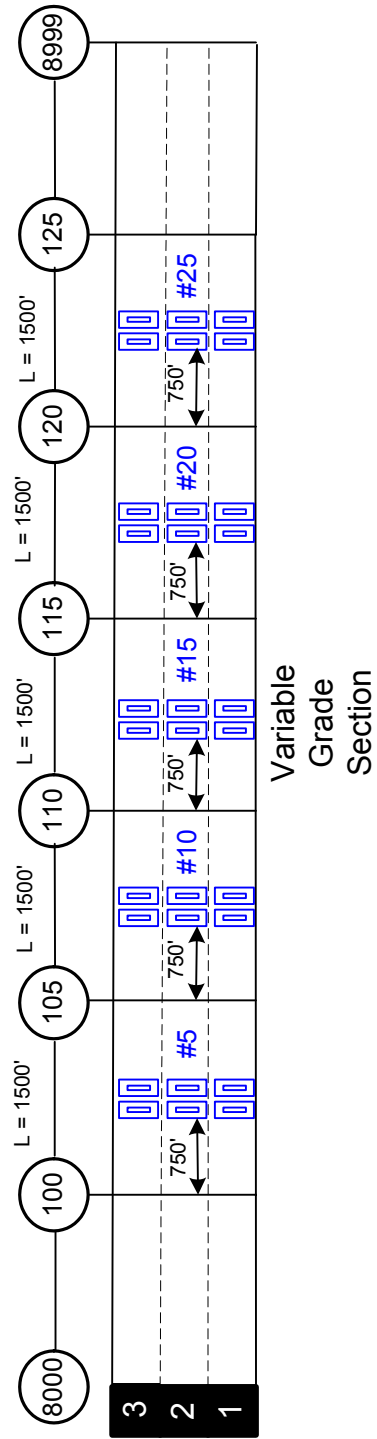 8000
100
105
110
115
120
125
8999
L = 1500'
L = 1500'
L = 1500'
L = 1500'
L = 1500'
3
2
1
750'
#5
750'
#10
750'
#15
750'
#20
750'
#25
Variable
Grade
Section